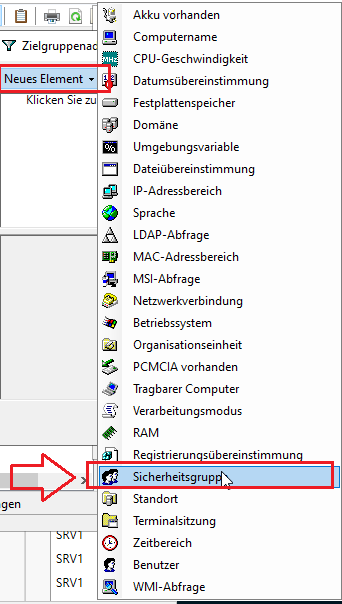 Akku vorhanden
Computername
CPU-Geschwindigkeit
Datumsübereinstimmung
Festplattenspeicher
Domäne
Umgebungsvariable
Dateiübereinstimmung
IP-Adressbereich
Sprache
LDAP-Abfrage
MAC-Adressbereich
MSI-Abfrage
Netzwerkverbindung
Betriebssystem
Organisationseinheit
PCMCIA vorhanden
Tragbarer Computer
Verarbeitungsmodus
RAM
Registrierungsübereinstimmung
Sicherheitsgrupp
Standort
Terminalsitzung
Zeitbereich
Benutzer
WMI-Abfrage
Zielgruppenad
Neues Element
Klicken Sie zu
ngen
SRV1
SRV1
SRV1